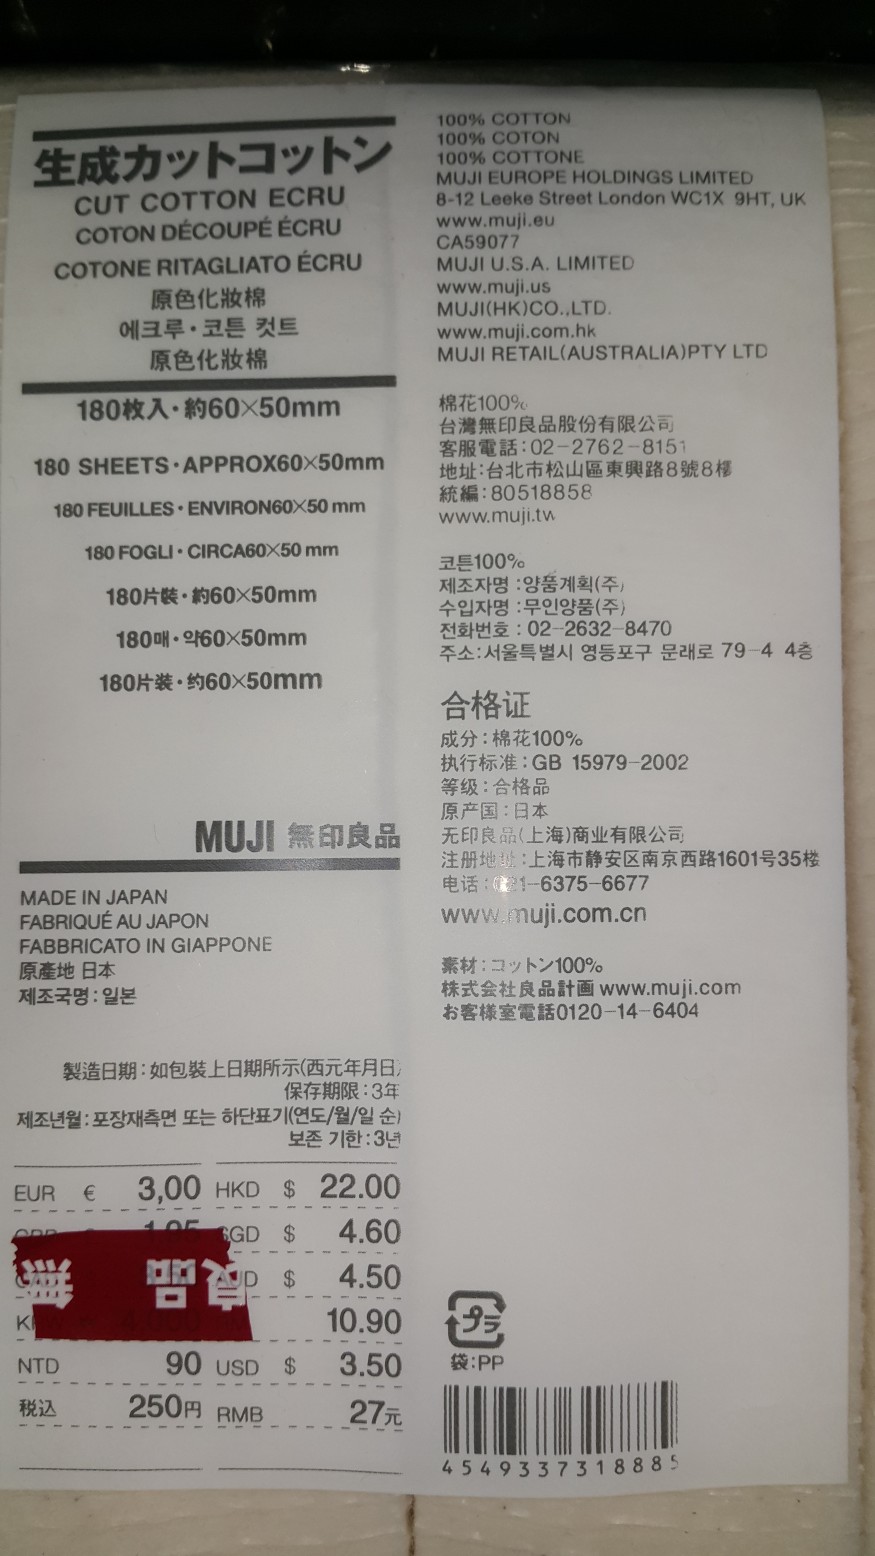 生成カットコットン
CUT COTTON ECRU
COTON DÉCOUPÉ ÉCRU
COTONE RITAGLIATO ÉCRU
原色化妝棉
에크루·코튼 컷트
原色化妝棉
180枚入·約60×50mm
180 SHEETS·APPROX60×50mm
180 FEUILLES·ENVIRON60×50 mm
180 FOGLI·CIRCA60×50 mm
180片裝·約60×50mm
180매·약60×50mm
180片装·约60×50mm
MUJI 無印良品
MADE IN JAPAN
FABRIQUÉ AU JAPON
FABBRICATO IN GIAPPONE
原產地 日本
제조국명:일본
製造日期:如包裝上日期所示(西元年月日)
保存期限:3年
제조년월:포장재측면 또는 하단표기(연도/월/일 순)
보존 기한:3년
EUR € 3,00 HKD $ 22.00
SGD $ 4.60
AUD $ 4.50
10.90
NTD 90 USD $ 3.50
税込 250円 RMB 27元
無 良品
100% COTTON
100% COTON
100% COTTONE
MUJI EUROPE HOLDINGS LIMITED
8-12 Leeke Street London WC1X 9HT, UK
www.muji.eu
CA59077
MUJI U.S.A. LIMITED
www.muji.us
MUJI(HK)CO.,LTD.
www.muji.com.hk
MUJI RETAIL(AUSTRALIA)PTY LTD
棉花100%
台灣無印良品股份有限公司
客服電話:02-2762-8151
地址:台北市松山區東興路8號8樓
統編:80518858
www.muji.tw
코튼100%
제조자명:양품계획(주)
수입자명:무인양품(주)
전화번호:02-2632-8470
주소:서울특별시 영등포구 문래로 79-4 4층
合格证
成分:棉花100%
执行标准:GB 15979-2002
等级:合格品
原产国:日本
无印良品(上海)商业有限公司
注册地址:上海市静安区南京西路1601号35楼
电话:021-6375-6677
www.muji.com.cn
素材:コットン100%
株式会社良品計画 www.muji.com
お客様室電話0120-14-6404
プラ
袋:PP
4549337318885